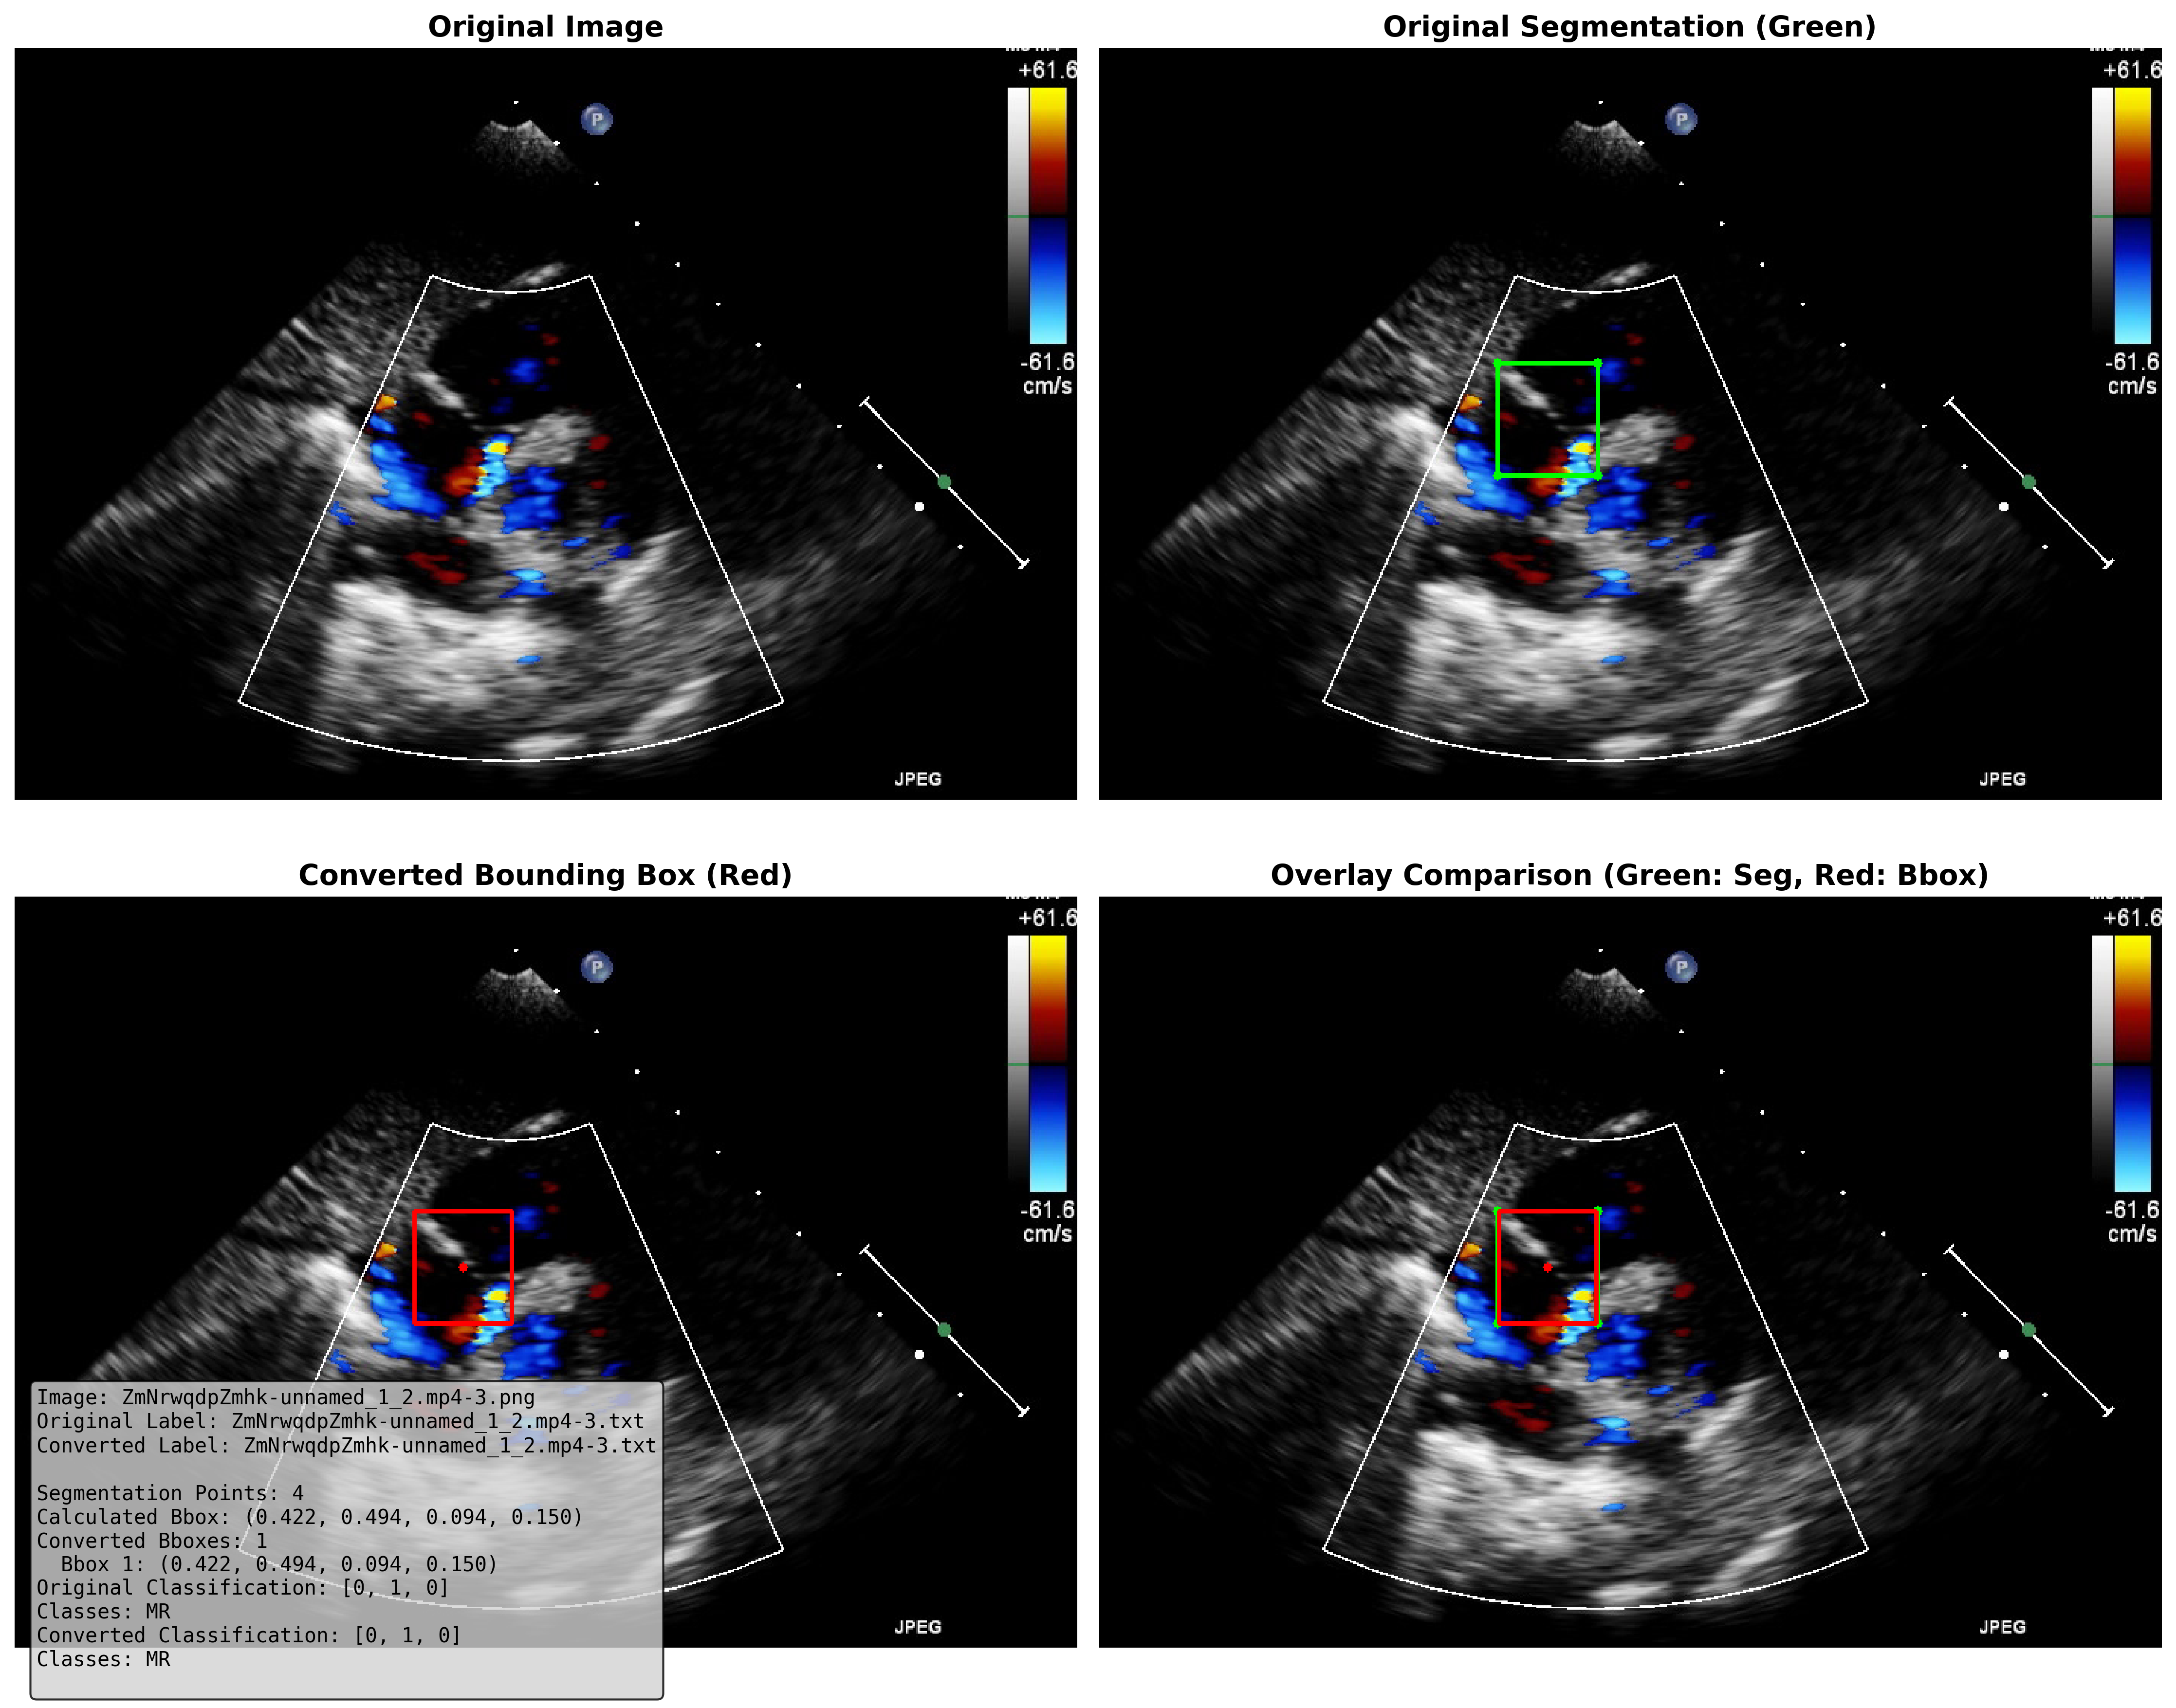 Original Image
+61.6
P
-61.6
cm/s
JPEG
Original Segmentation (Green)
+61.6
P
-61.6
cm/s
JPEG
Converted Bounding Box (Red)
+61.6
P
-61.6
cm/s
JPEG
Image: ZmNrwqdpZmhk-unnamed_1_2.mp4-3.png
Original Label: ZmNrwqdpZmhk-unnamed_1_2.mp4-3.txt
Converted Label: ZmNrwqdpZmhk-unnamed_1_2.mp4-3.txt
Segmentation Points: 4
Calculated Bbox: (0.422, 0.494, 0.094, 0.150)
Converted Bboxes: 1
Bbox 1: (0.422, 0.494, 0.094, 0.150)
Original Classification: [0, 1, 0]
Classes: MR
Converted Classification: [0, 1, 0]
Classes: MR
Overlay Comparison (Green: Seg, Red: Bbox)
+61.6
P
-61.6
cm/s
JPEG